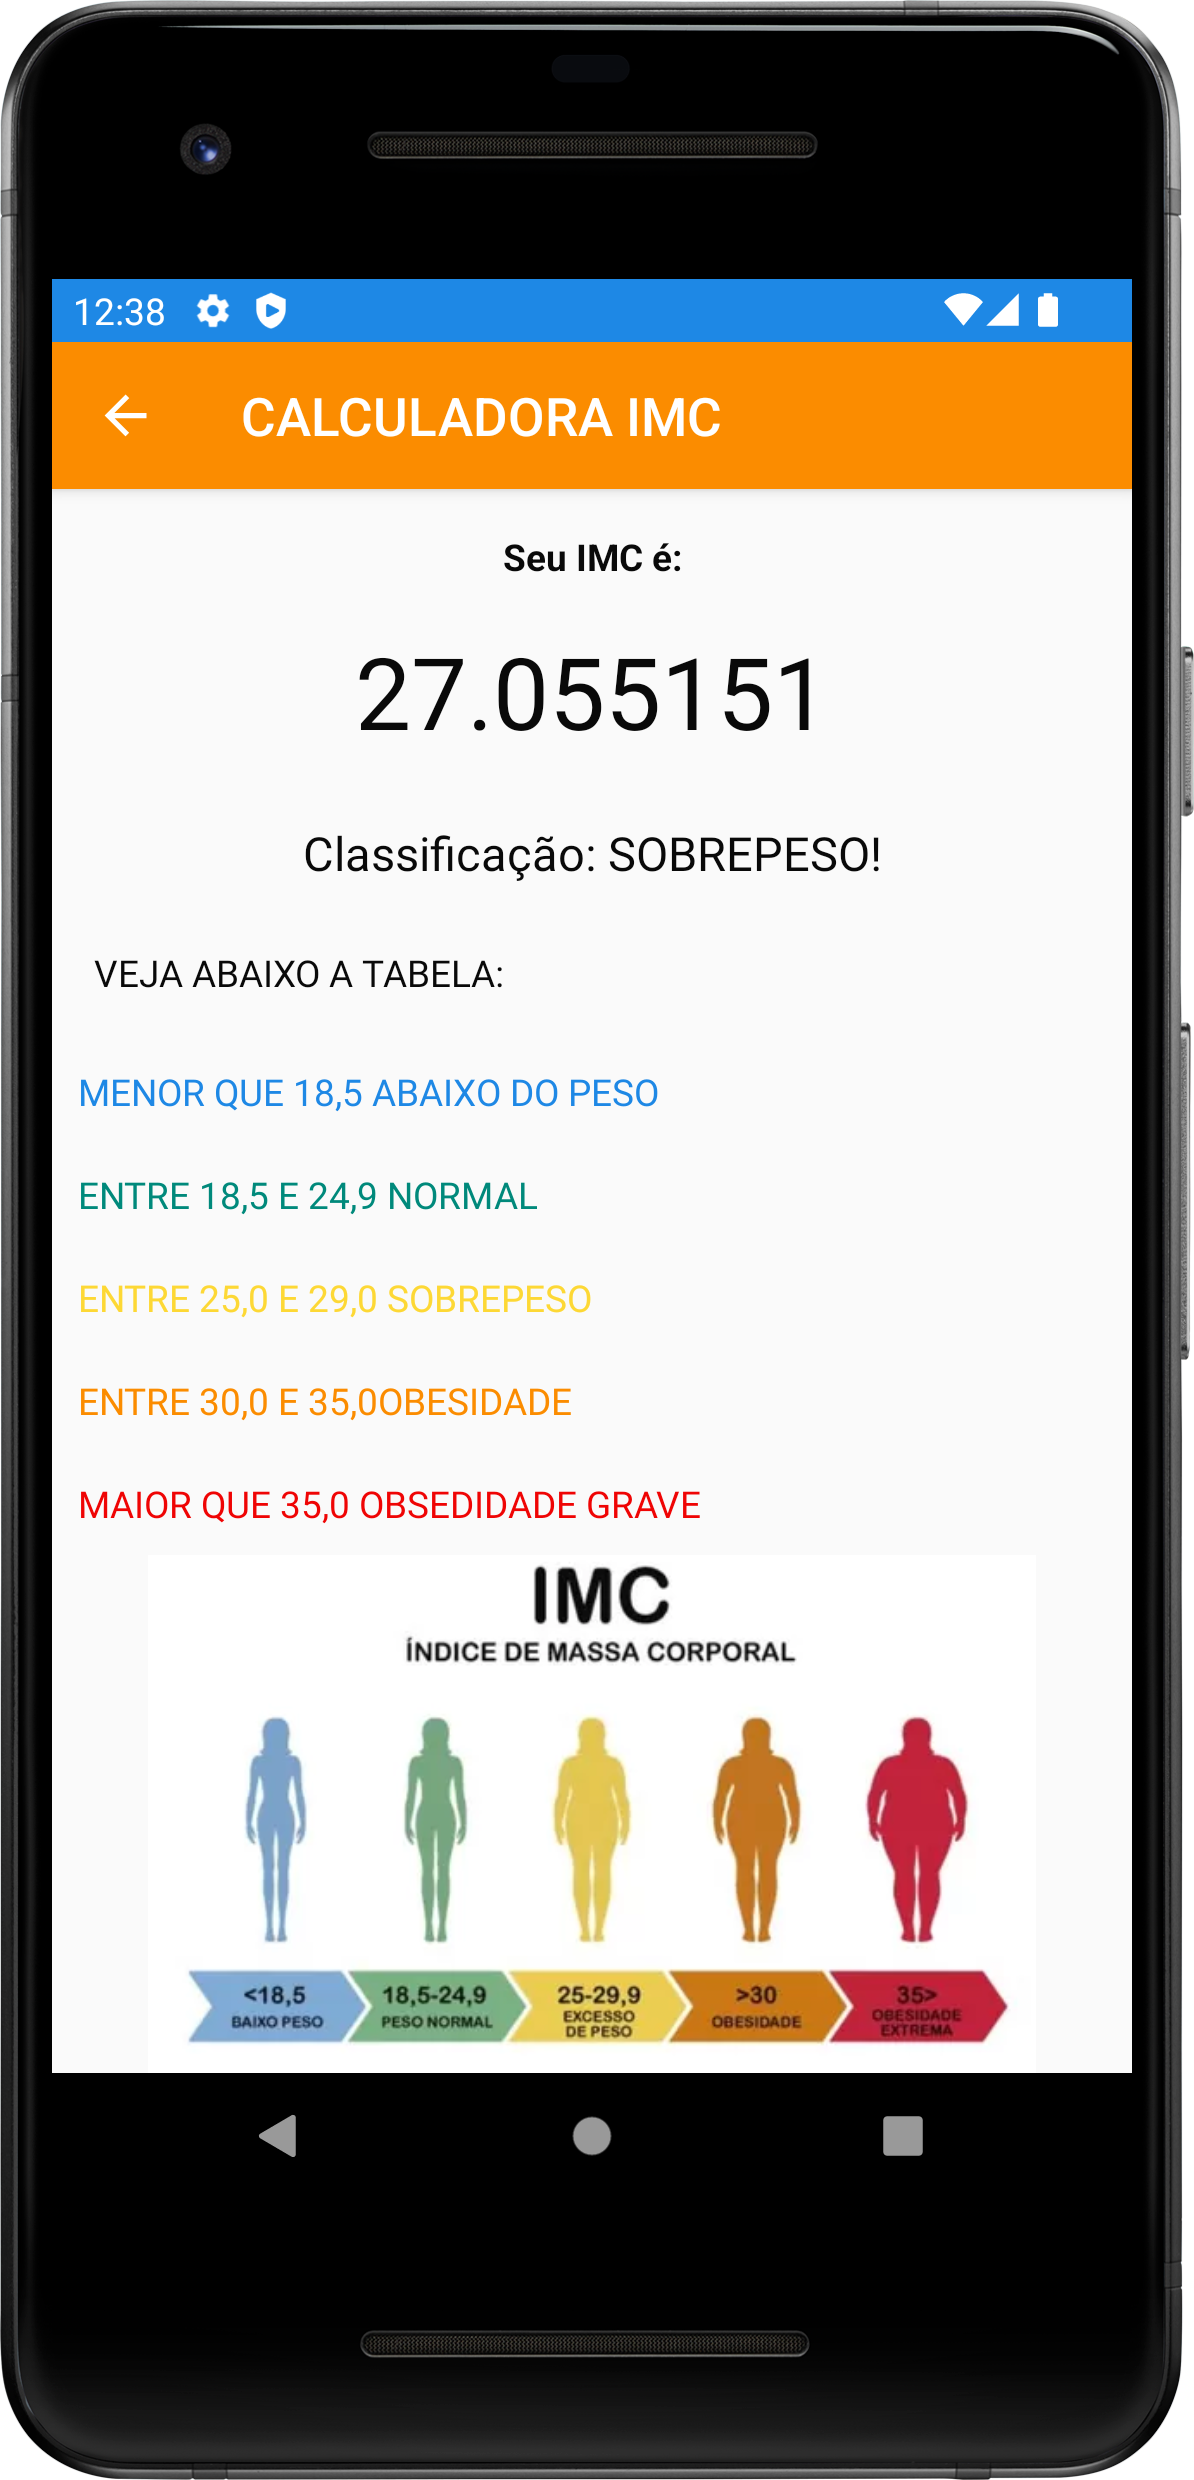 12:38
CALCULADORA IMC
Seu IMC é:
27.055151
Classificação: SOBREPESO!
VEJA ABAIXO A TABELA:
MENOR QUE 18,5 ABAIXO DO PESO
ENTRE 18,5 E 24,9 NORMAL
ENTRE 25,0 E 29,0 SOBREPESO
ENTRE 30,0 E 35,0OBESIDADE
MAIOR QUE 35,0 OBSEDIDADE GRAVE
IMC
ÍNDICE DE MASSA CORPORAL
<18,5
BAIXO PESO
18,5-24,9
PESO NORMAL
25-29,9
EXCESSO
DE PESO
>30
OBESIDADE
35>
OBESIDADE
EXTREMA